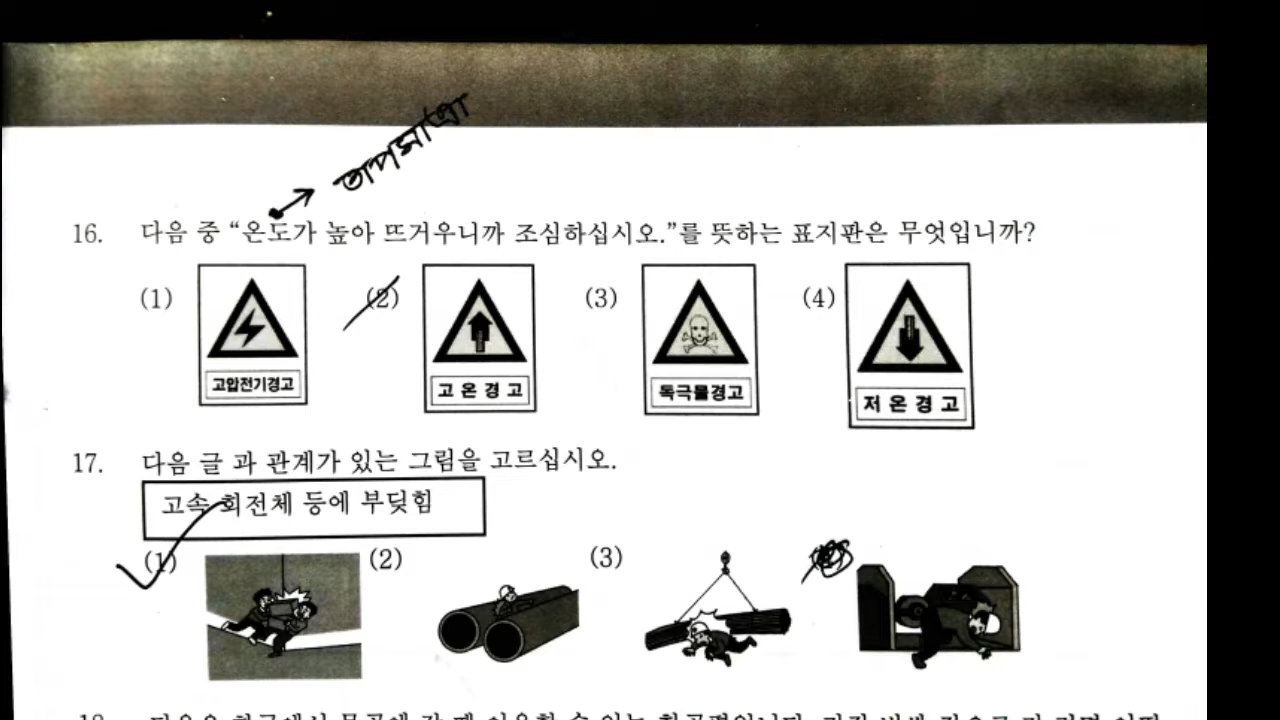 তাপমাত্রা
16. 다음 중 “온도가 높아 뜨거우니까 조심하십시오.”를 뜻하는 표지판은 무엇입니까?
(1) (2) (3) (4)
고압전기경고 고 온 경 고 독극물경고 저 온 경 고
17. 다음 글 과 관계가 있는 그림을 고르십시오.
고속 회전체 등에 부딪힘
(1) (2) (3)